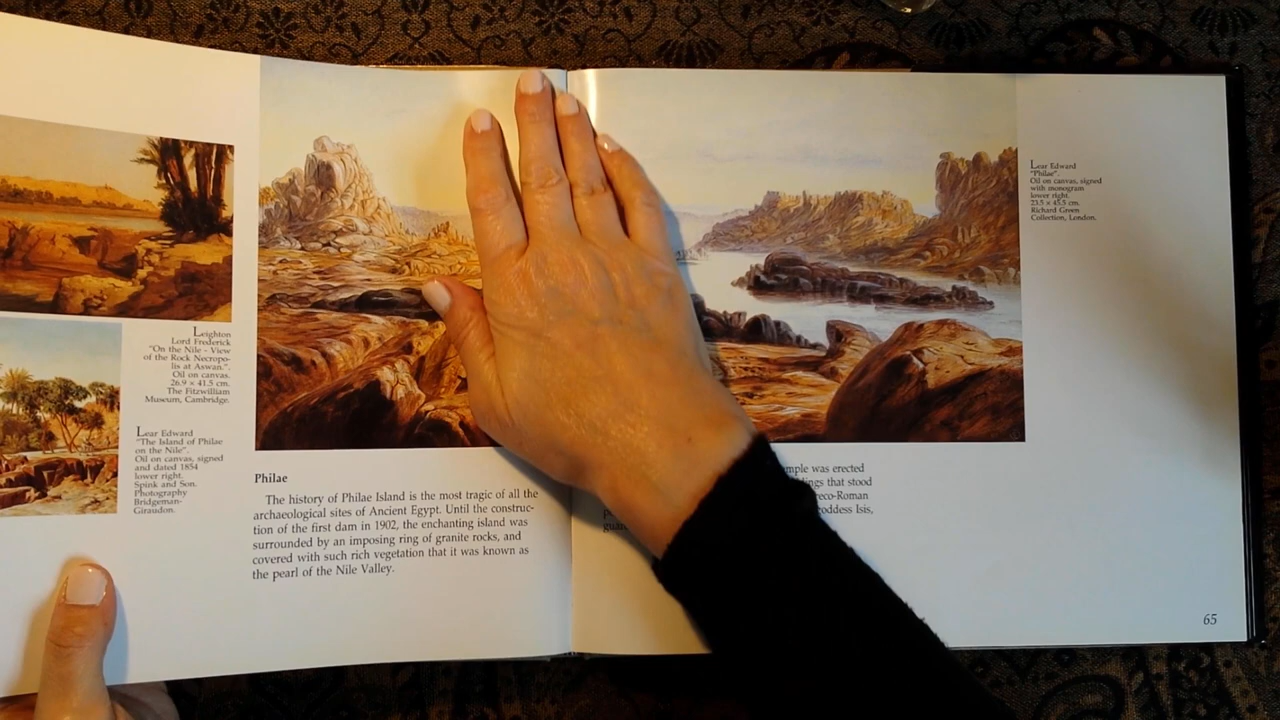 Leighton
Lord Frederick
"On the Nile - View
of the Rock Necropo-
lis at Aswan.".
Oil on canvas.
26.9 × 41.5 cm.
The Fitzwilliam
Museum, Cambridge.
Lear Edward
"The Island of Philae
on the Nile".
Oil on canvas, signed
and dated 1854
lower right.
Spink and Son.
Photography
Bridgeman-
Giraudon.
Philae
The history of Philae Island is the most tragic of all the
archaeological sites of Ancient Egypt. Until the construc-
tion of the first dam in 1902, the enchanting island was
surrounded by an imposing ring of granite rocks, and
covered with such rich vegetation that it was known as
the pearl of the Nile Valley.
mple was erected
ings that stood
reco-Roman
oddess Isis,
Lear Edward
"Philae".
Oil on canvas, signed
with monogram
lower right.
23.5 × 45.5 cm.
Richard Green
Collection, London.
65